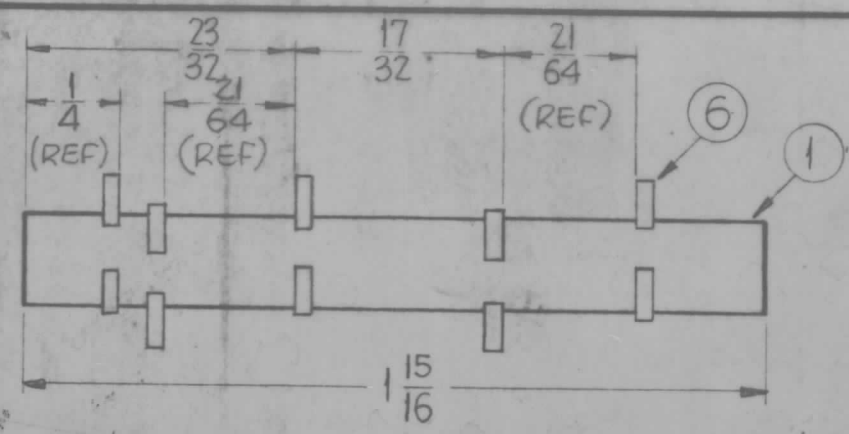 23/32 17/32 21/64
1/4 21/64 (REF) 6
(REF) (REF) 1
1 15/16